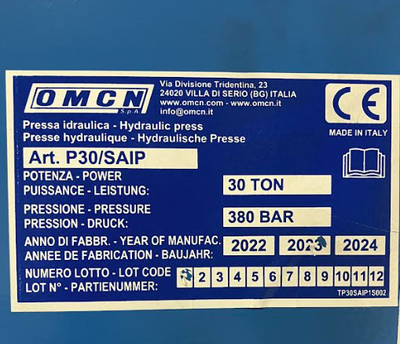 OMCN
SpA
Via Divisione Tridentina, 23
24020 VILLA DI SERIO (BG) ITALIA
www.omcn.com - www.omcn.it
info@omcn.it
CE
MADE IN ITALY
Pressa idraulica - Hydraulic press
Presse hydraulique - Hydraulische Presse
Art. P30/SAIP
POTENZA - POWER
PUISSANCE - LEISTUNG: 30 TON
PRESSIONE - PRESSURE
PRESSION - DRUCK: 380 BAR
ANNO DI FABBR. - YEAR OF MANUFAC.
ANNEE DE FABRICATION - BAUJAHR: 2022 2023 2024
NUMERO LOTTO - LOT CODE
LOT N° - PARTIENUMMER: 2 3 4 5 6 7 8 9 10 11 12
TP30SAIP15002